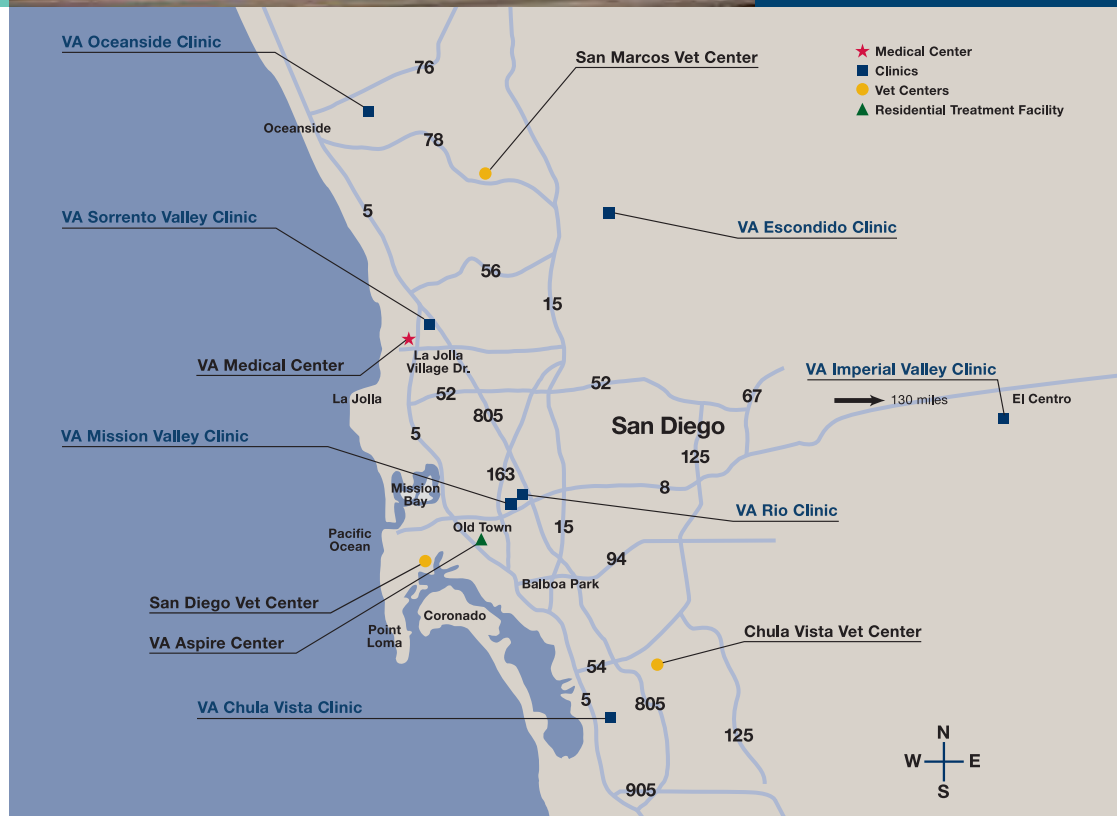 VA Oceanside Clinic
76
San Marcos Vet Center
Medical Center
Clinics
Vet Centers
Residential Treatment Facility
Oceanside
78
VA Sorrento Valley Clinic
5
VA Escondido Clinic
56
15
VA Medical Center
La Jolla
Village Dr.
La Jolla
52
52
67
VA Imperial Valley Clinic
130 miles
El Centro
805
San Diego
VA Mission Valley Clinic
5
125
163
8
Mission
Bay
VA Rio Clinic
Old Town
15
Pacific
Ocean
94
Balboa Park
San Diego Vet Center
Coronado
Point
Loma
VA Aspire Center
Chula Vista Vet Center
54
5
805
VA Chula Vista Clinic
125
905
N
W
E
S